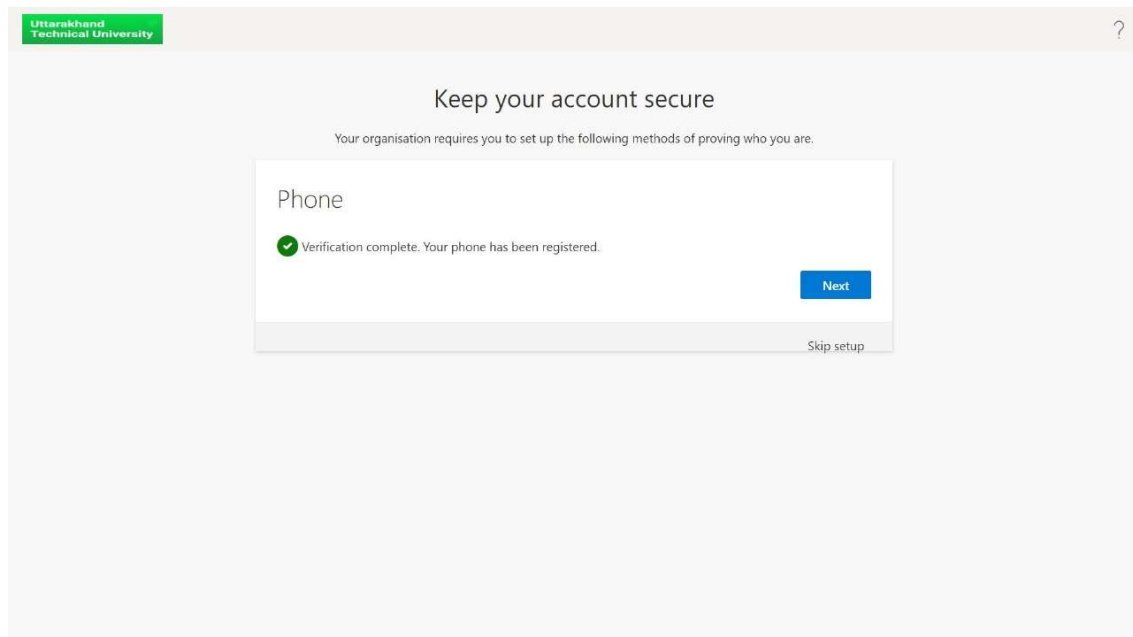 Uttarakhand
Technical University
?
Keep your account secure
Your organisation requires you to set up the following methods of proving who you are.
Phone
Verification complete. Your phone has been registered.
Next
Skip setup